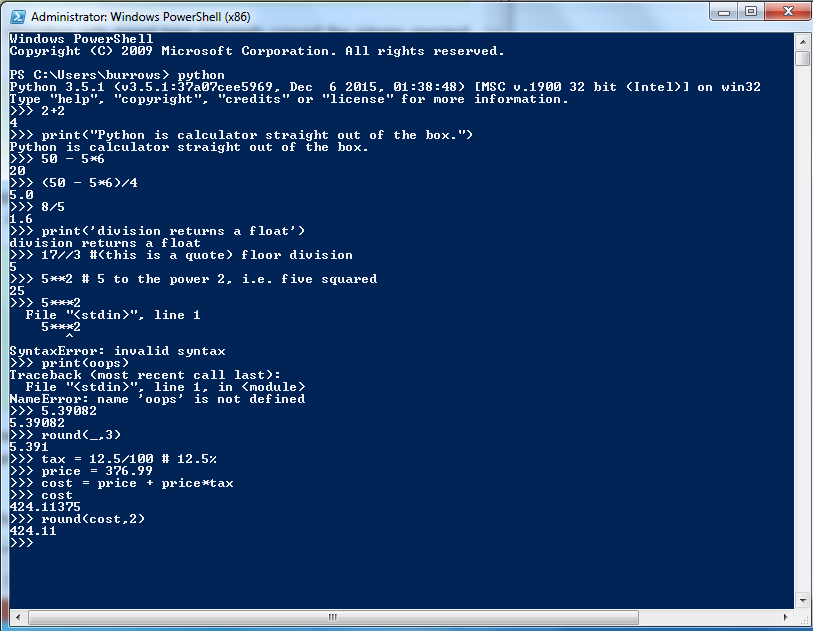 Administrator: Windows PowerShell (x86)
Windows PowerShell
Copyright (C) 2009 Microsoft Corporation. All rights reserved.
PS C:\Users\burrows> python
Python 3.5.1 (v3.5.1:37a07cee5969, Dec  6 2015, 01:38:48) [MSC v.1900 32 bit (Intel)] on win32
Type "help", "copyright", "credits" or "license" for more information.
>>> 2+2
4
>>> print("Python is calculator straight out of the box.")
Python is calculator straight out of the box.
>>> 50 - 5*6
20
>>> (50 - 5*6)/4
5.0
>>> 8/5
1.6
>>> print('division returns a float')
division returns a float
>>> 17//3 #(this is a quote) floor division
5
>>> 5**2 # 5 to the power 2, i.e. five squared
25
>>> 5***2
  File "<stdin>", line 1
    5***2
       ^
SyntaxError: invalid syntax
>>> print(oops)
Traceback (most recent call last):
  File "<stdin>", line 1, in <module>
NameError: name 'oops' is not defined
>>> 5.39082
5.39082
>>> round(_,3)
5.391
>>> tax = 12.5/100 # 12.5%
>>> price = 376.99
>>> cost = price + price*tax
>>> cost
424.11375
>>> round(cost,2)
424.11
>>>